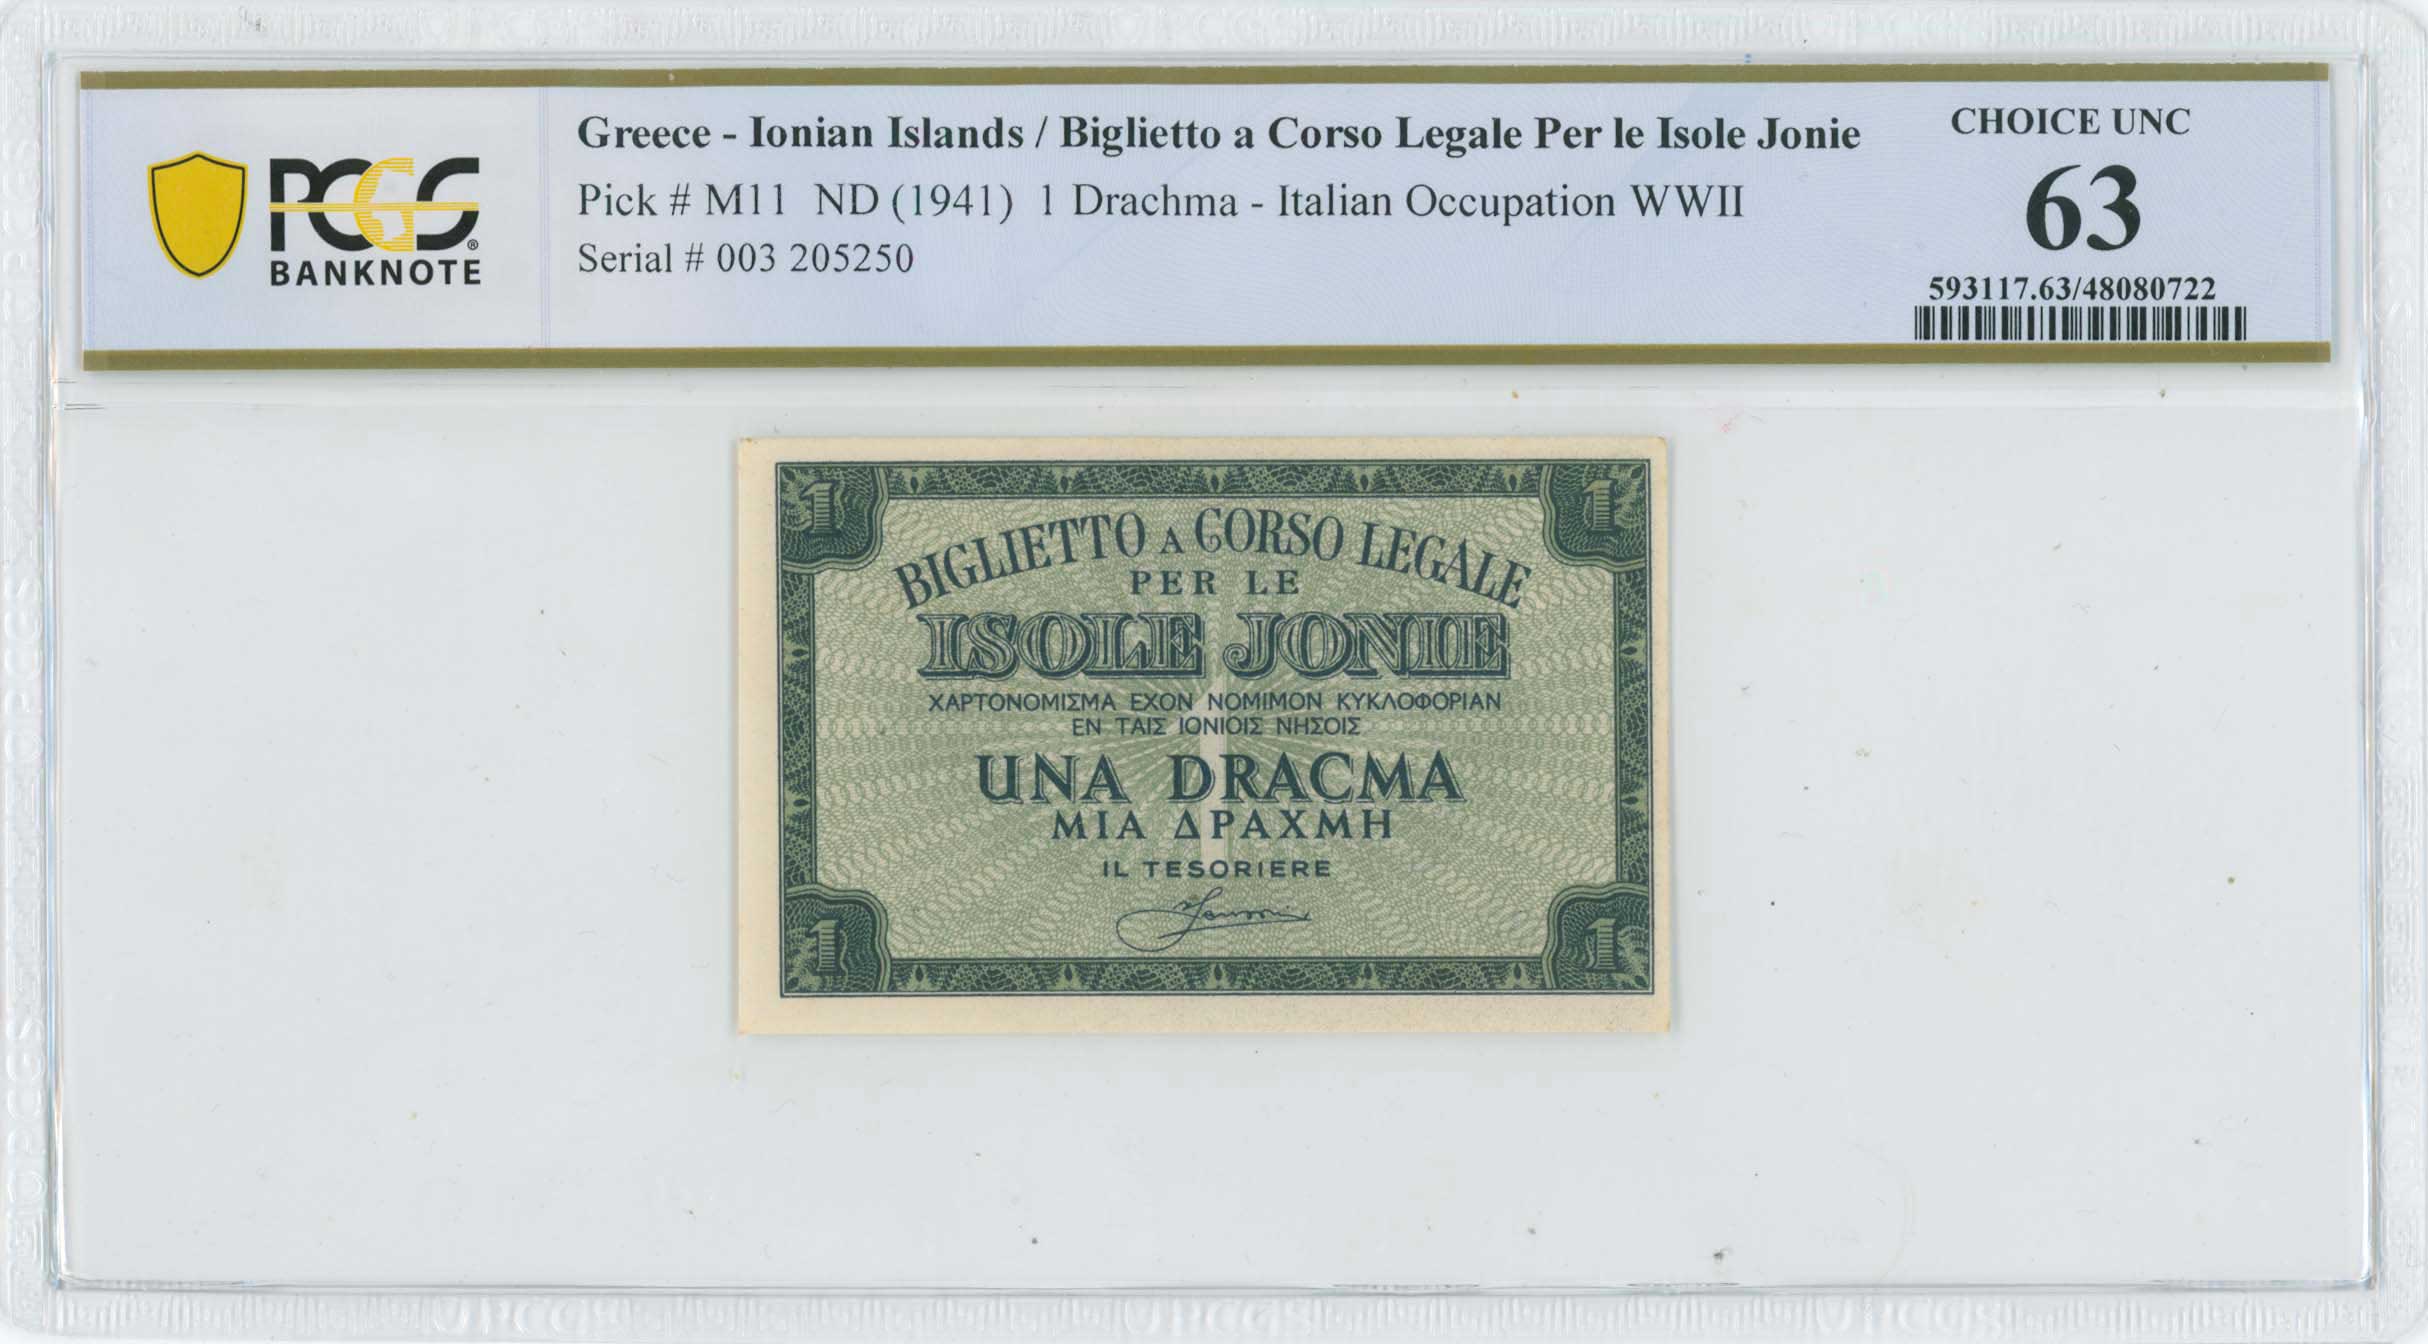 PCGS
BANKNOTE
Greece - Ionian Islands / Biglietto a Corso Legale Per le Isole Jonie
Pick # M11 ND (1941) 1 Drachma - Italian Occupation WWII
Serial # 003 205250
CHOICE UNC
63
593117.63/48080722
1
1
BIGLIETTO A CORSO LEGALE
PER LE
ISOLE JONIE
ΧΑΡΤΟΝΟΜΙΣΜΑ ΕΧΟΝ ΝΟΜΙΜΟΝ ΚΥΚΛΟΦΟΡΙΑΝ
ΕΝ ΤΑΙΣ ΙΟΝΙΟΙΣ ΝΗΣΟΙΣ
UNA DRACMA
ΜΙΑ ΔΡΑΧΜΗ
IL TESORIERE
1
1